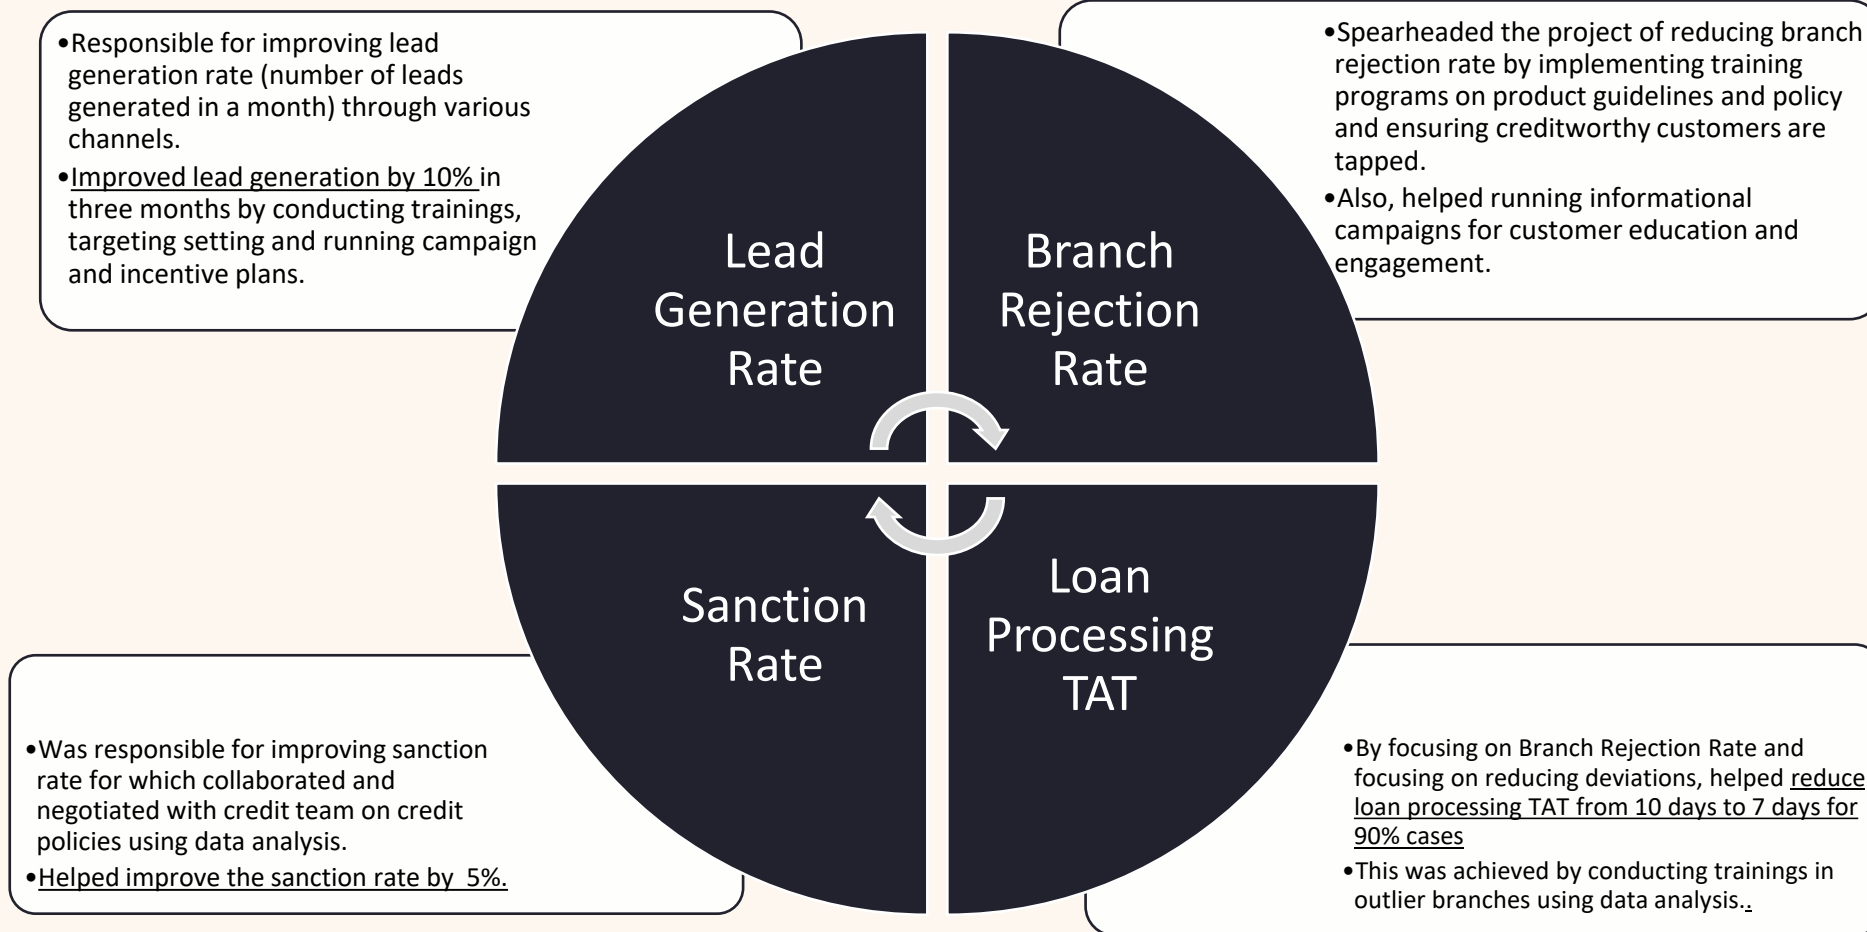 •Responsible for improving lead
generation rate (number of leads
generated in a month) through various
channels.
•Improved lead generation by 10% in
three months by conducting trainings,
targeting setting and running campaign
and incentive plans.
•Spearheaded the project of reducing branch
rejection rate by implementing training
programs on product guidelines and policy
and ensuring creditworthy customers are
tapped.
•Also, helped running informational
campaigns for customer education and
engagement.
Lead
Generation
Rate
Branch
Rejection
Rate
Sanction
Rate
Loan
Processing
TAT
•Was responsible for improving sanction
rate for which collaborated and
negotiated with credit team on credit
policies using data analysis.
•Helped improve the sanction rate by  5%.
•By focusing on Branch Rejection Rate and
focusing on reducing deviations, helped reduce
loan processing TAT from 10 days to 7 days for
90% cases
•This was achieved by conducting trainings in
outlier branches using data analysis..